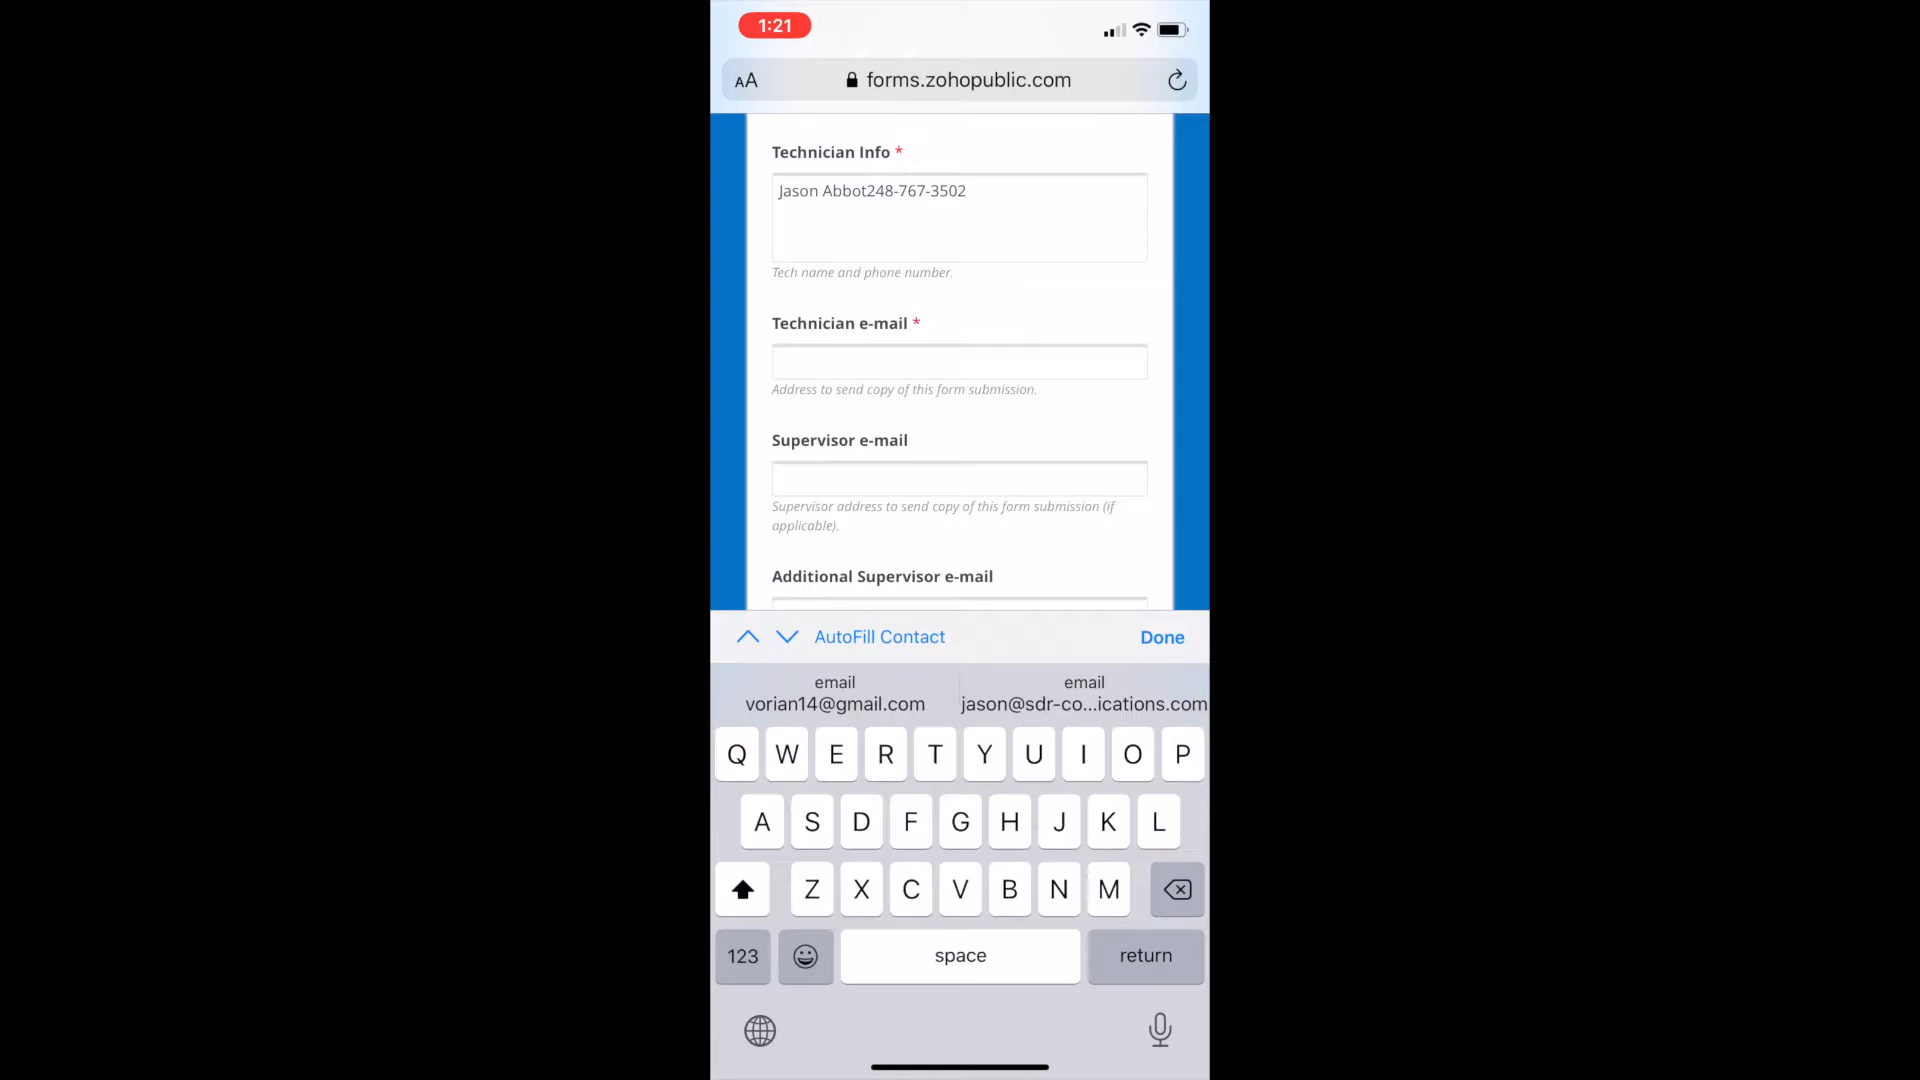 1:21
AA
forms.zohopublic.com
Technician Info *
Jason Abbot248-767-3502
Tech name and phone number.
Technician e-mail *
Address to send copy of this form submission.
Supervisor e-mail
Supervisor address to send copy of this form submission (if
applicable).
Additional Supervisor e-mail
AutoFill Contact
Done
email
vorian14@gmail.com
email
jason@sdr-co...ications.com
Q W E R T Y U I O P
A S D F G H J K L
Z X C V B N M
123
space
return